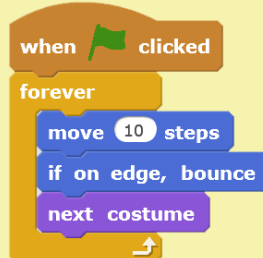 when clicked
forever
move 10 steps
if on edge, bounce
next costume